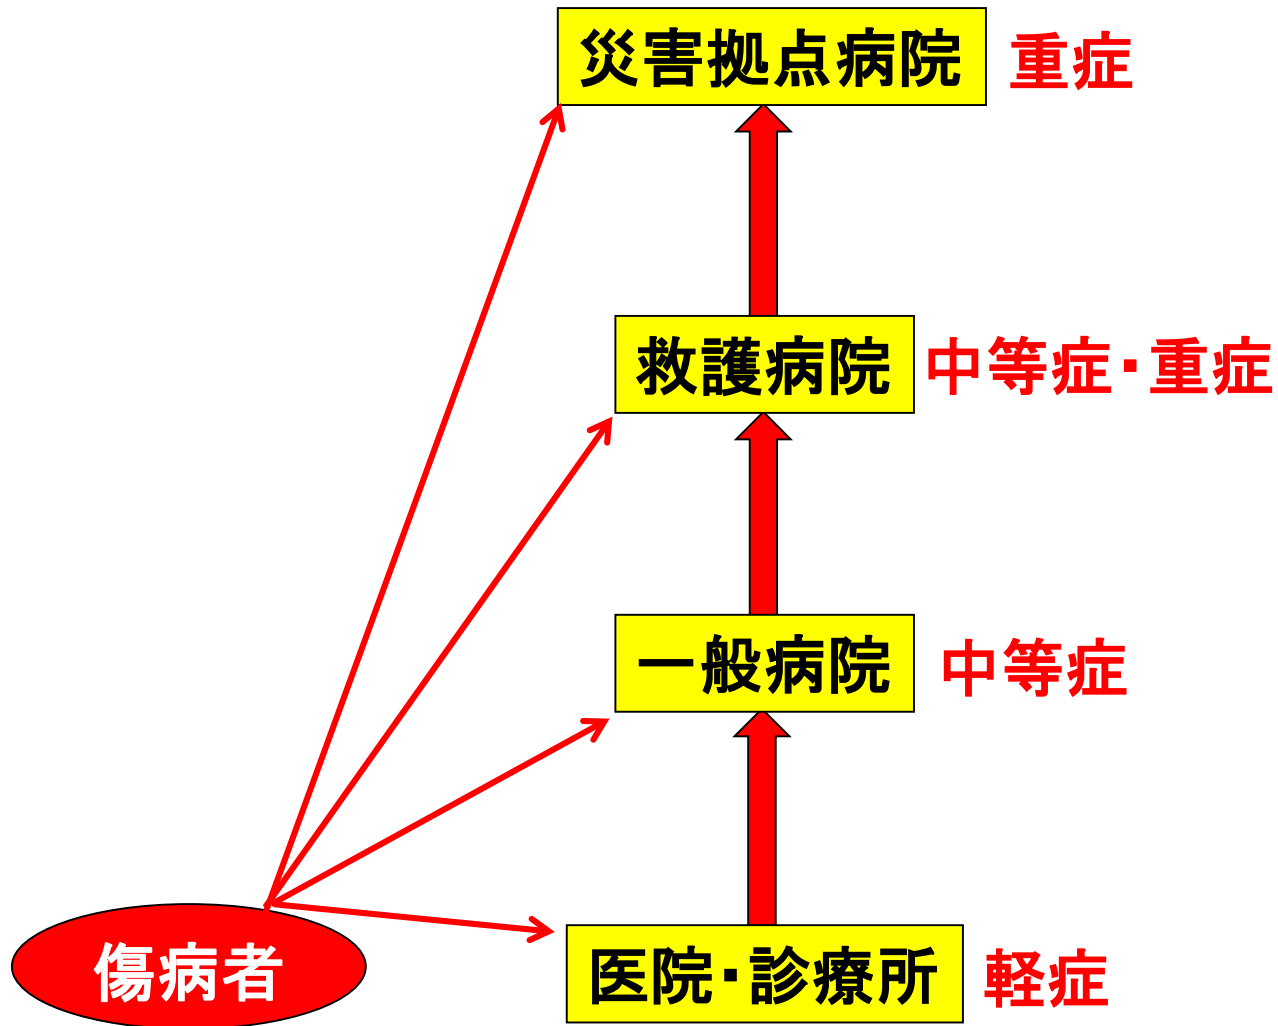 災害拠点病院
重症
救護病院
中等症・重症
一般病院
中等症
傷病者
医院・診療所
軽症